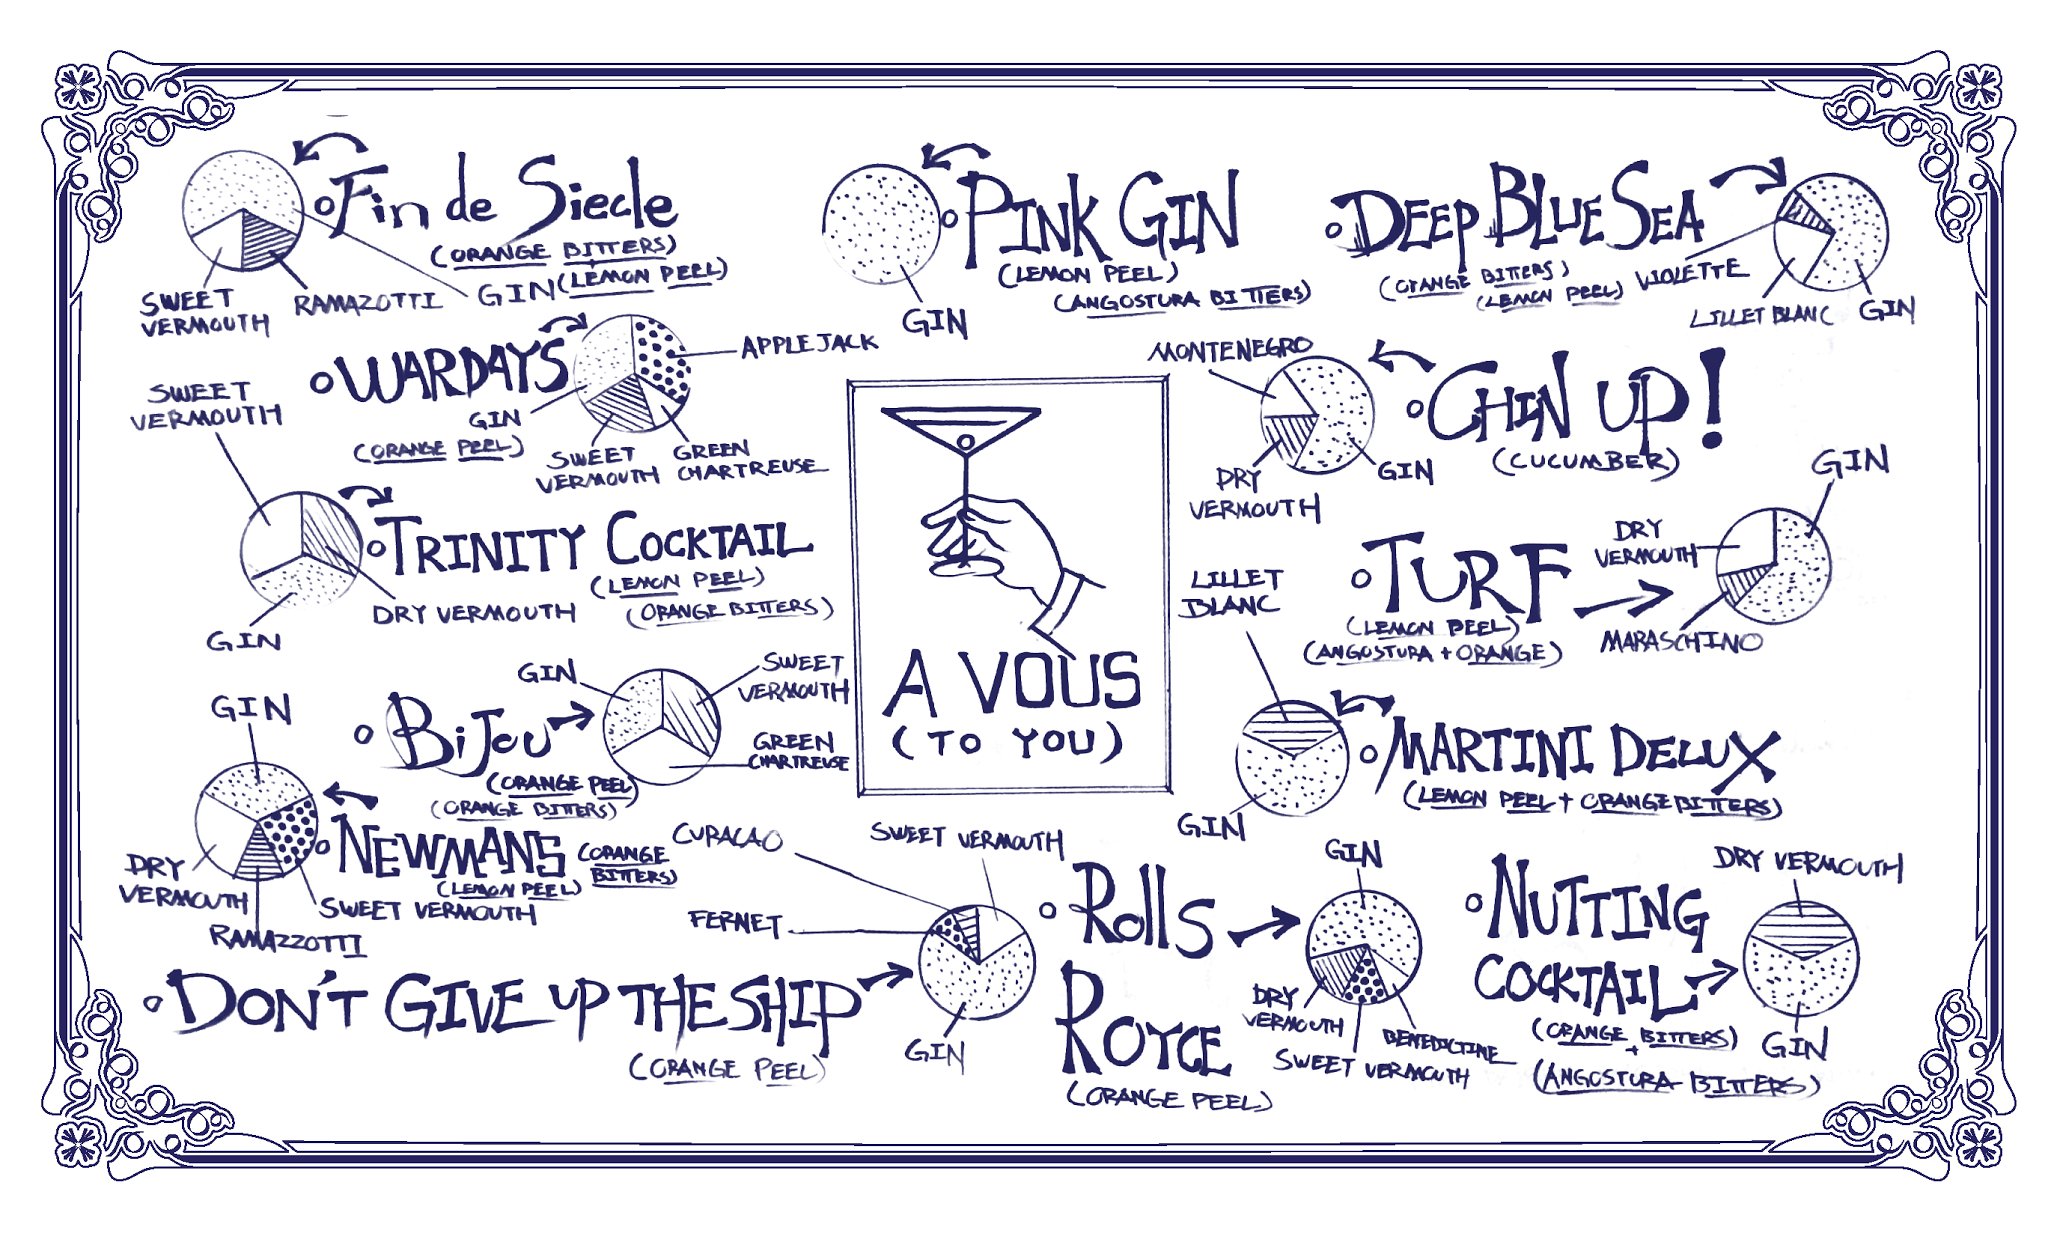 Fin de Siecle
(ORANGE BITTERS)
+
(LEMON PEEL)
SWEET
VERMOUTH
RAMAZOTTI
GIN
PINK GIN
(LEMON PEEL)
(ANGOSTURA BITTERS)
GIN
DEEP BLUE SEA
(ORANGE BITTERS)
(LEMON PEEL)
VIOLETTE
LILLET BLANC
GIN
WARDAYS
APPLEJACK
GIN
(ORANGE PEEL)
SWEET
VERMOUTH
GREEN
CHARTREUSE
MONTENEGRO
CHIN UP!
(CUCUMBER)
DRY
VERMOUTH
GIN
SWEET
VERMOUTH
TRINITY COCKTAIL
(LEMON PEEL)
(ORANGE BITTERS)
DRY VERMOUTH
GIN
A VOUS
(TO YOU)
GIN
DRY
VERMOUTH
TURF
(LEMON PEEL)
(ANGOSTURA + ORANGE)
MARASCHINO
GIN
SWEET
VERMOUTH
BiJou
GREEN
CHARTREUSE
(ORANGE PEEL)
(ORANGE BITTERS)
LILLET
BLANC
MARTINI DELUX
(LEMON PEEL + ORANGE BITTERS)
GIN
GIN
NEWMANS
(ORANGE
BITTERS)
(LEMON PEEL)
DRY
VERMOUTH
SWEET VERMOUTH
RAMAZZOTTI
CURACAO
SWEET VERMOUTH
FERNET
DON'T GIVE UP THE SHIP
(ORANGE PEEL)
GIN
Rolls
ROYCE
(ORANGE PEEL)
GIN
DRY
VERMOUTH
SWEET VERMOUTH
BENEDICTINE
DRY VERMOUTH
NUTTING
COCKTAIL
(ORANGE BITTERS)
+
(ANGOSTURA BITTERS)
GIN